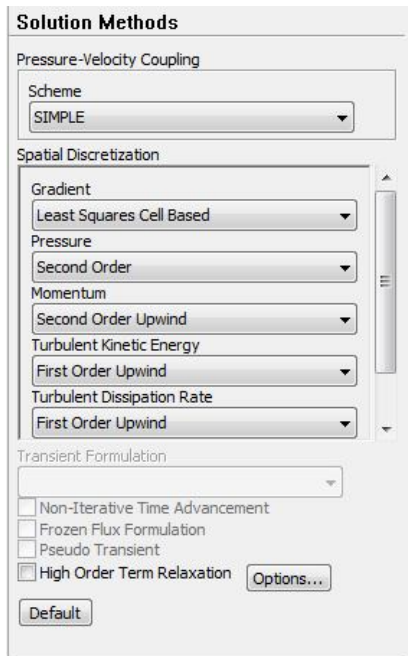 Solution Methods
Pressure-Velocity Coupling
Scheme
SIMPLE
Spatial Discretization
Gradient
Least Squares Cell Based
Pressure
Second Order
Momentum
Second Order Upwind
Turbulent Kinetic Energy
First Order Upwind
Turbulent Dissipation Rate
First Order Upwind
Transient Formulation
Non-Iterative Time Advancement
Frozen Flux Formulation
Pseudo Transient
High Order Term Relaxation Options...
Default